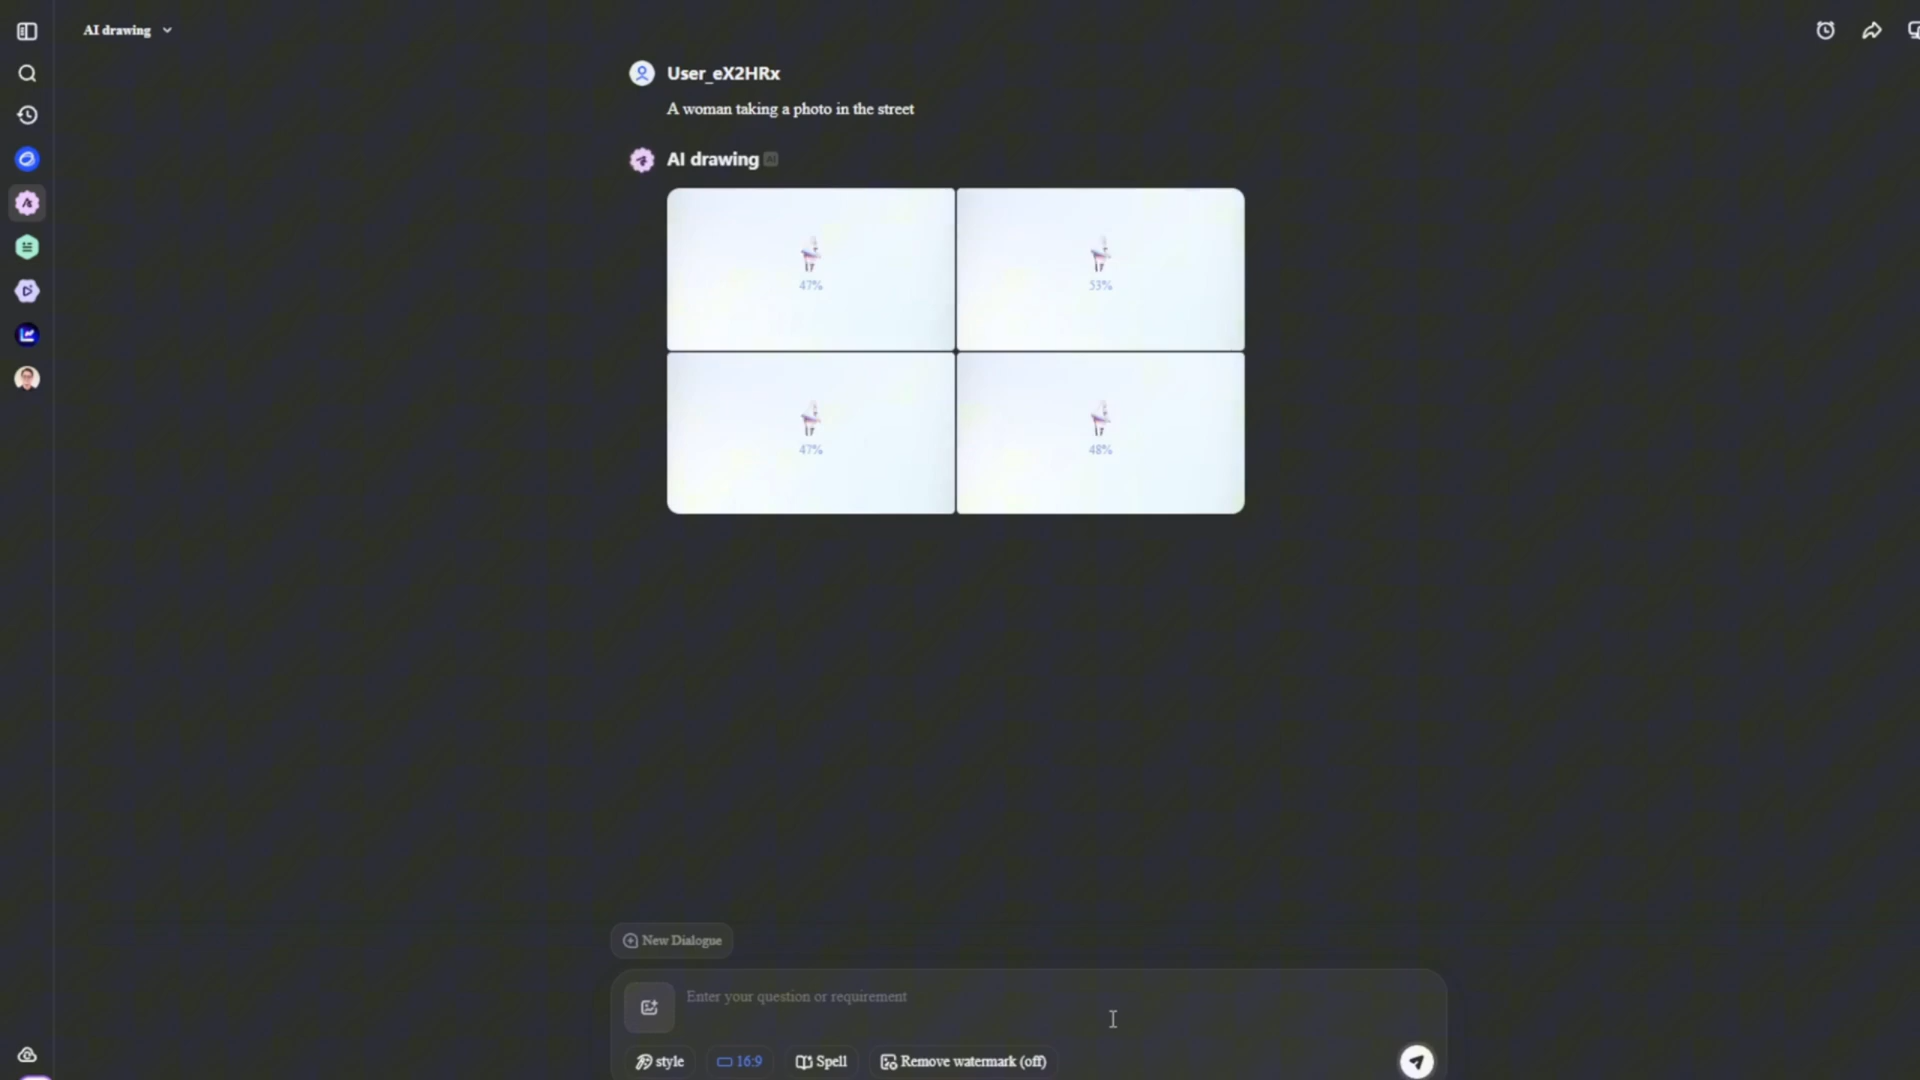 AI drawing
User_eX2HRx
A woman taking a photo in the street
AI drawing AI
47%
53%
47%
48%
New Dialogue
Enter your question or requirement
style
16:9
Spell
Remove watermark (off)